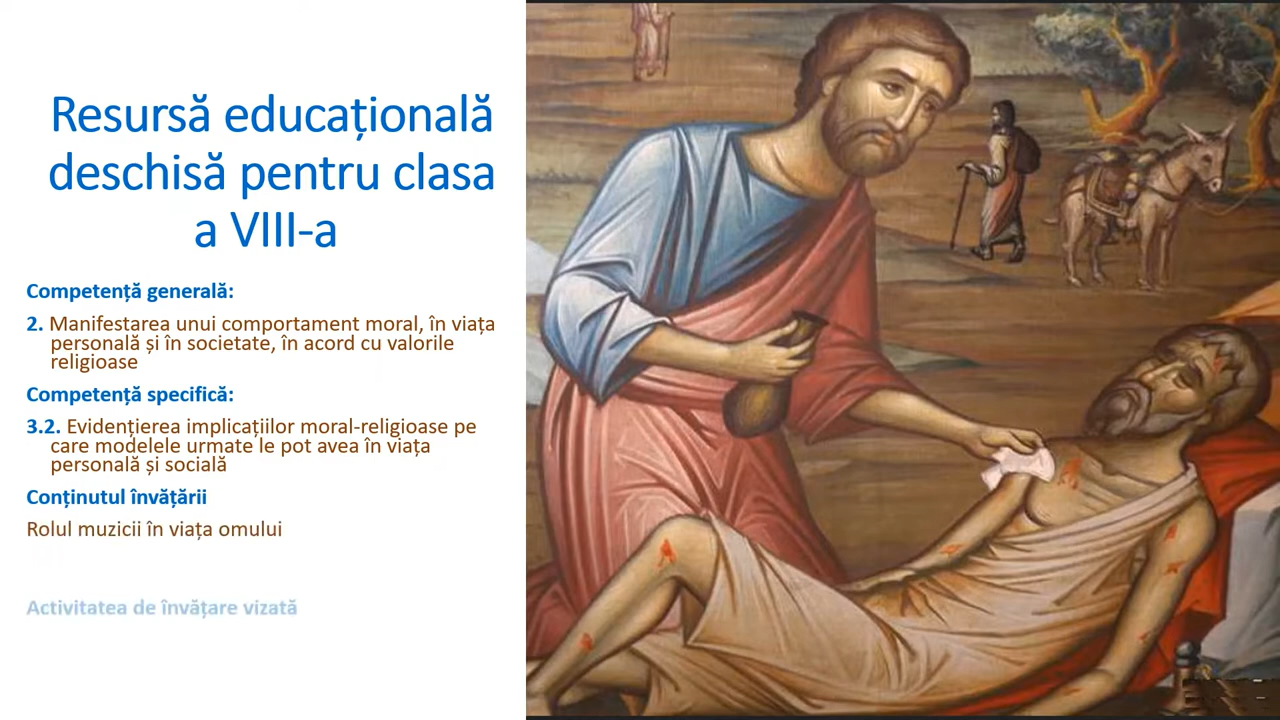 Resursă educațională
deschisă pentru clasa
a VIII-a
Competență generală:
2. Manifestarea unui comportament moral, în viața
personală și în societate, în acord cu valorile
religioase
Competență specifică:
3.2. Evidențierea implicațiilor moral-religioase pe
care modelele urmate le pot avea în viața
personală și socială
Conținutul învățării
Rolul muzicii în viața omului
Activitatea de învățare vizată